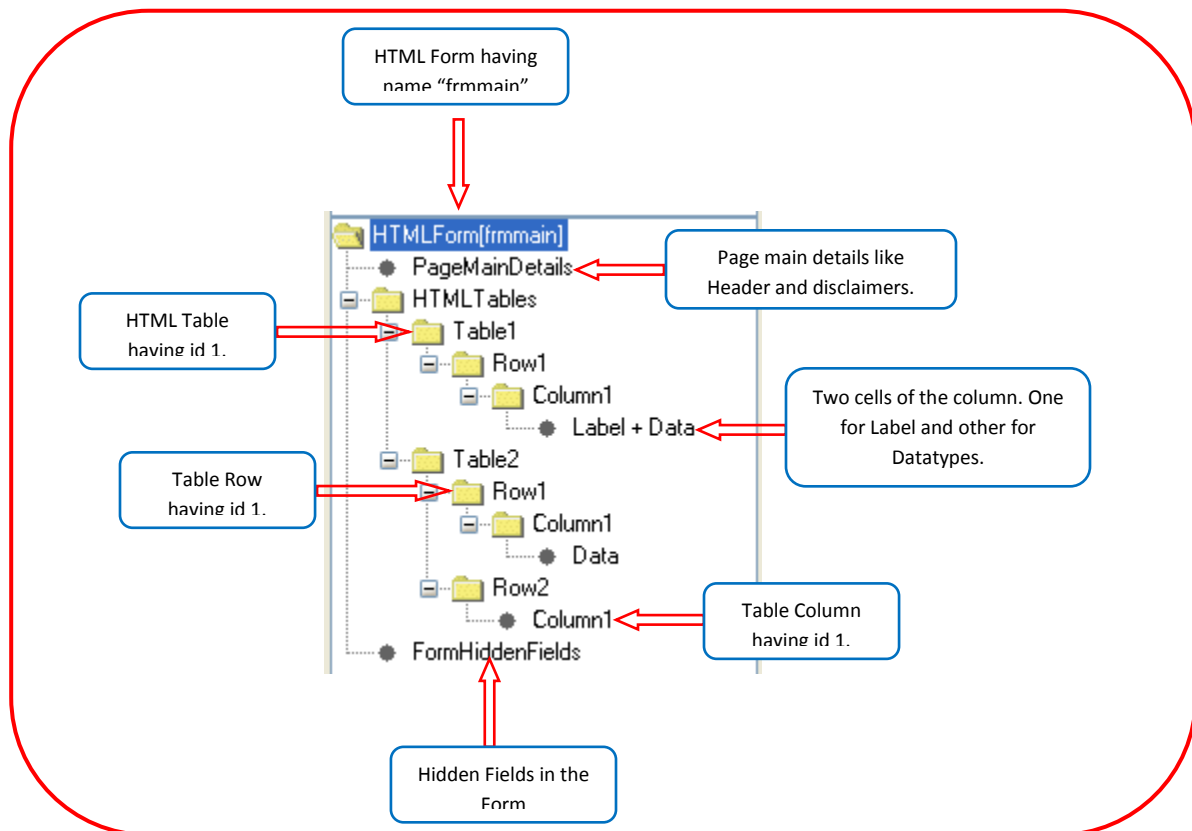 HTML Form having
name “frmmain”
HTMLForm[frmmain]
PageMainDetails
Page main details like
Header and disclaimers.
HTMLTables
HTML Table
having id 1.
Table1
Row1
Column1
Label + Data
Two cells of the column. One
for Label and other for
Datatypes.
Table2
Table Row
having id 1.
Row1
Column1
Data
Row2
Column1
Table Column
having id 1.
FormHiddenFields
Hidden Fields in the
Form